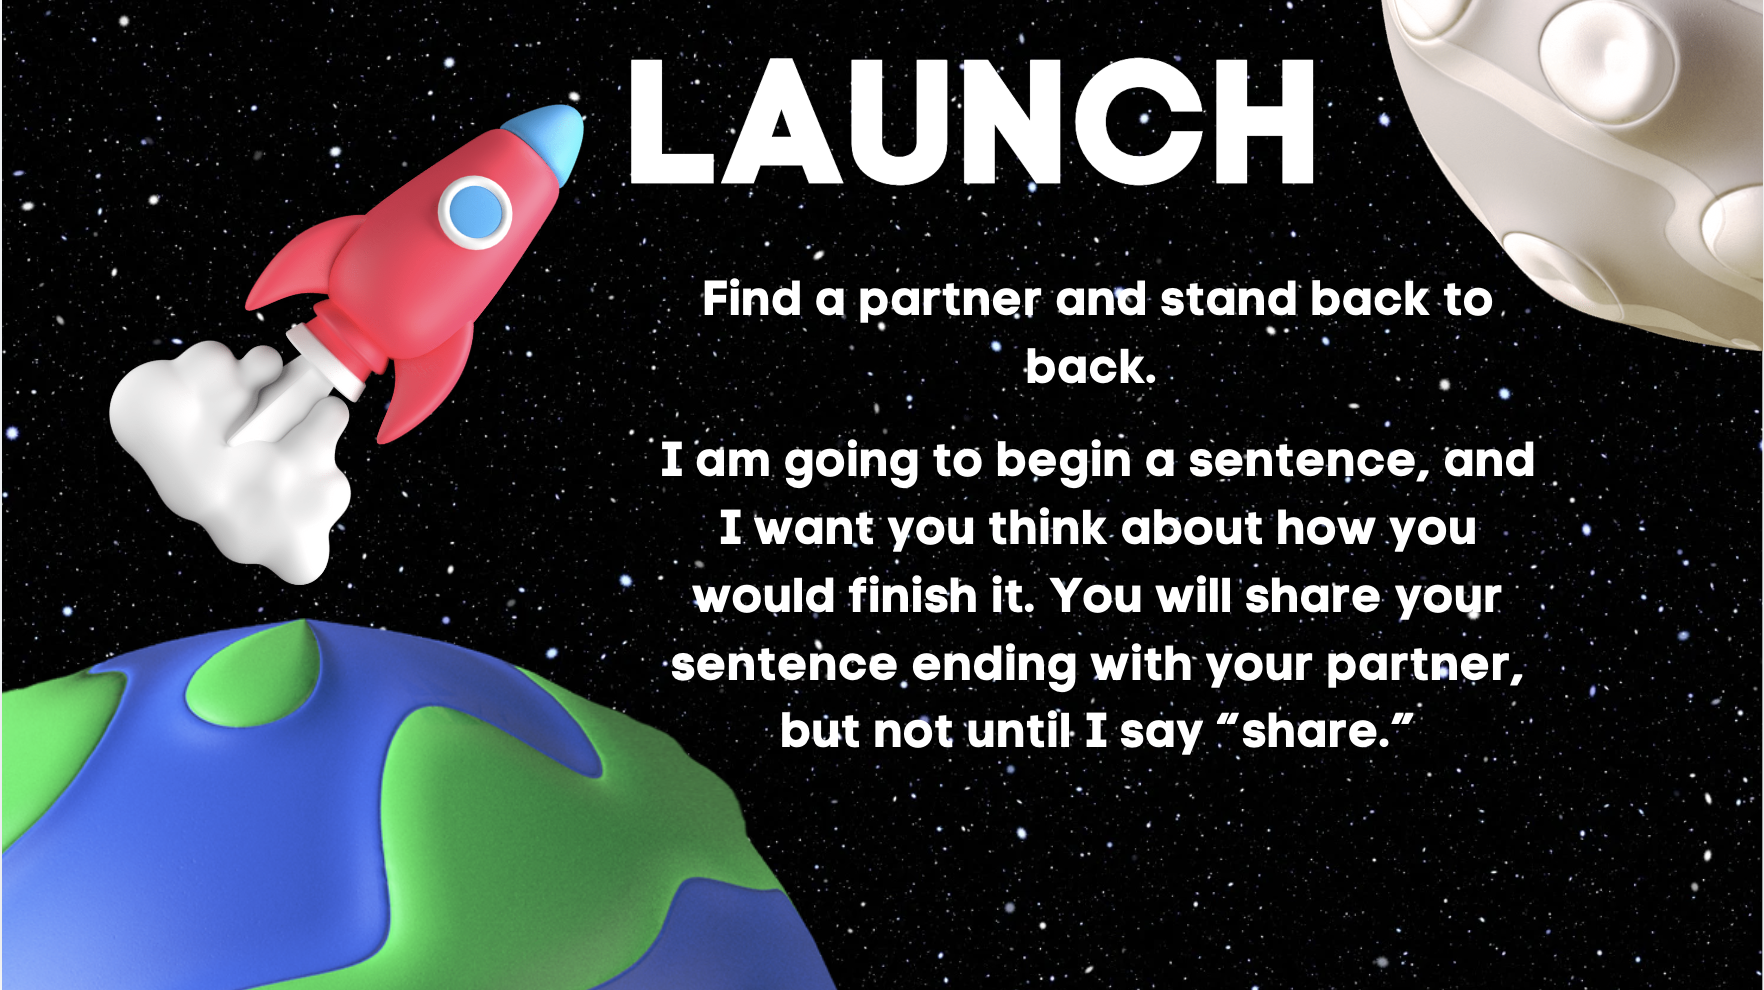 LAUNCH
Find a partner and stand back to
back.
I am going to begin a sentence, and
I want you think about how you
would finish it. You will share your
sentence ending with your partner,
but not until I say “share.”